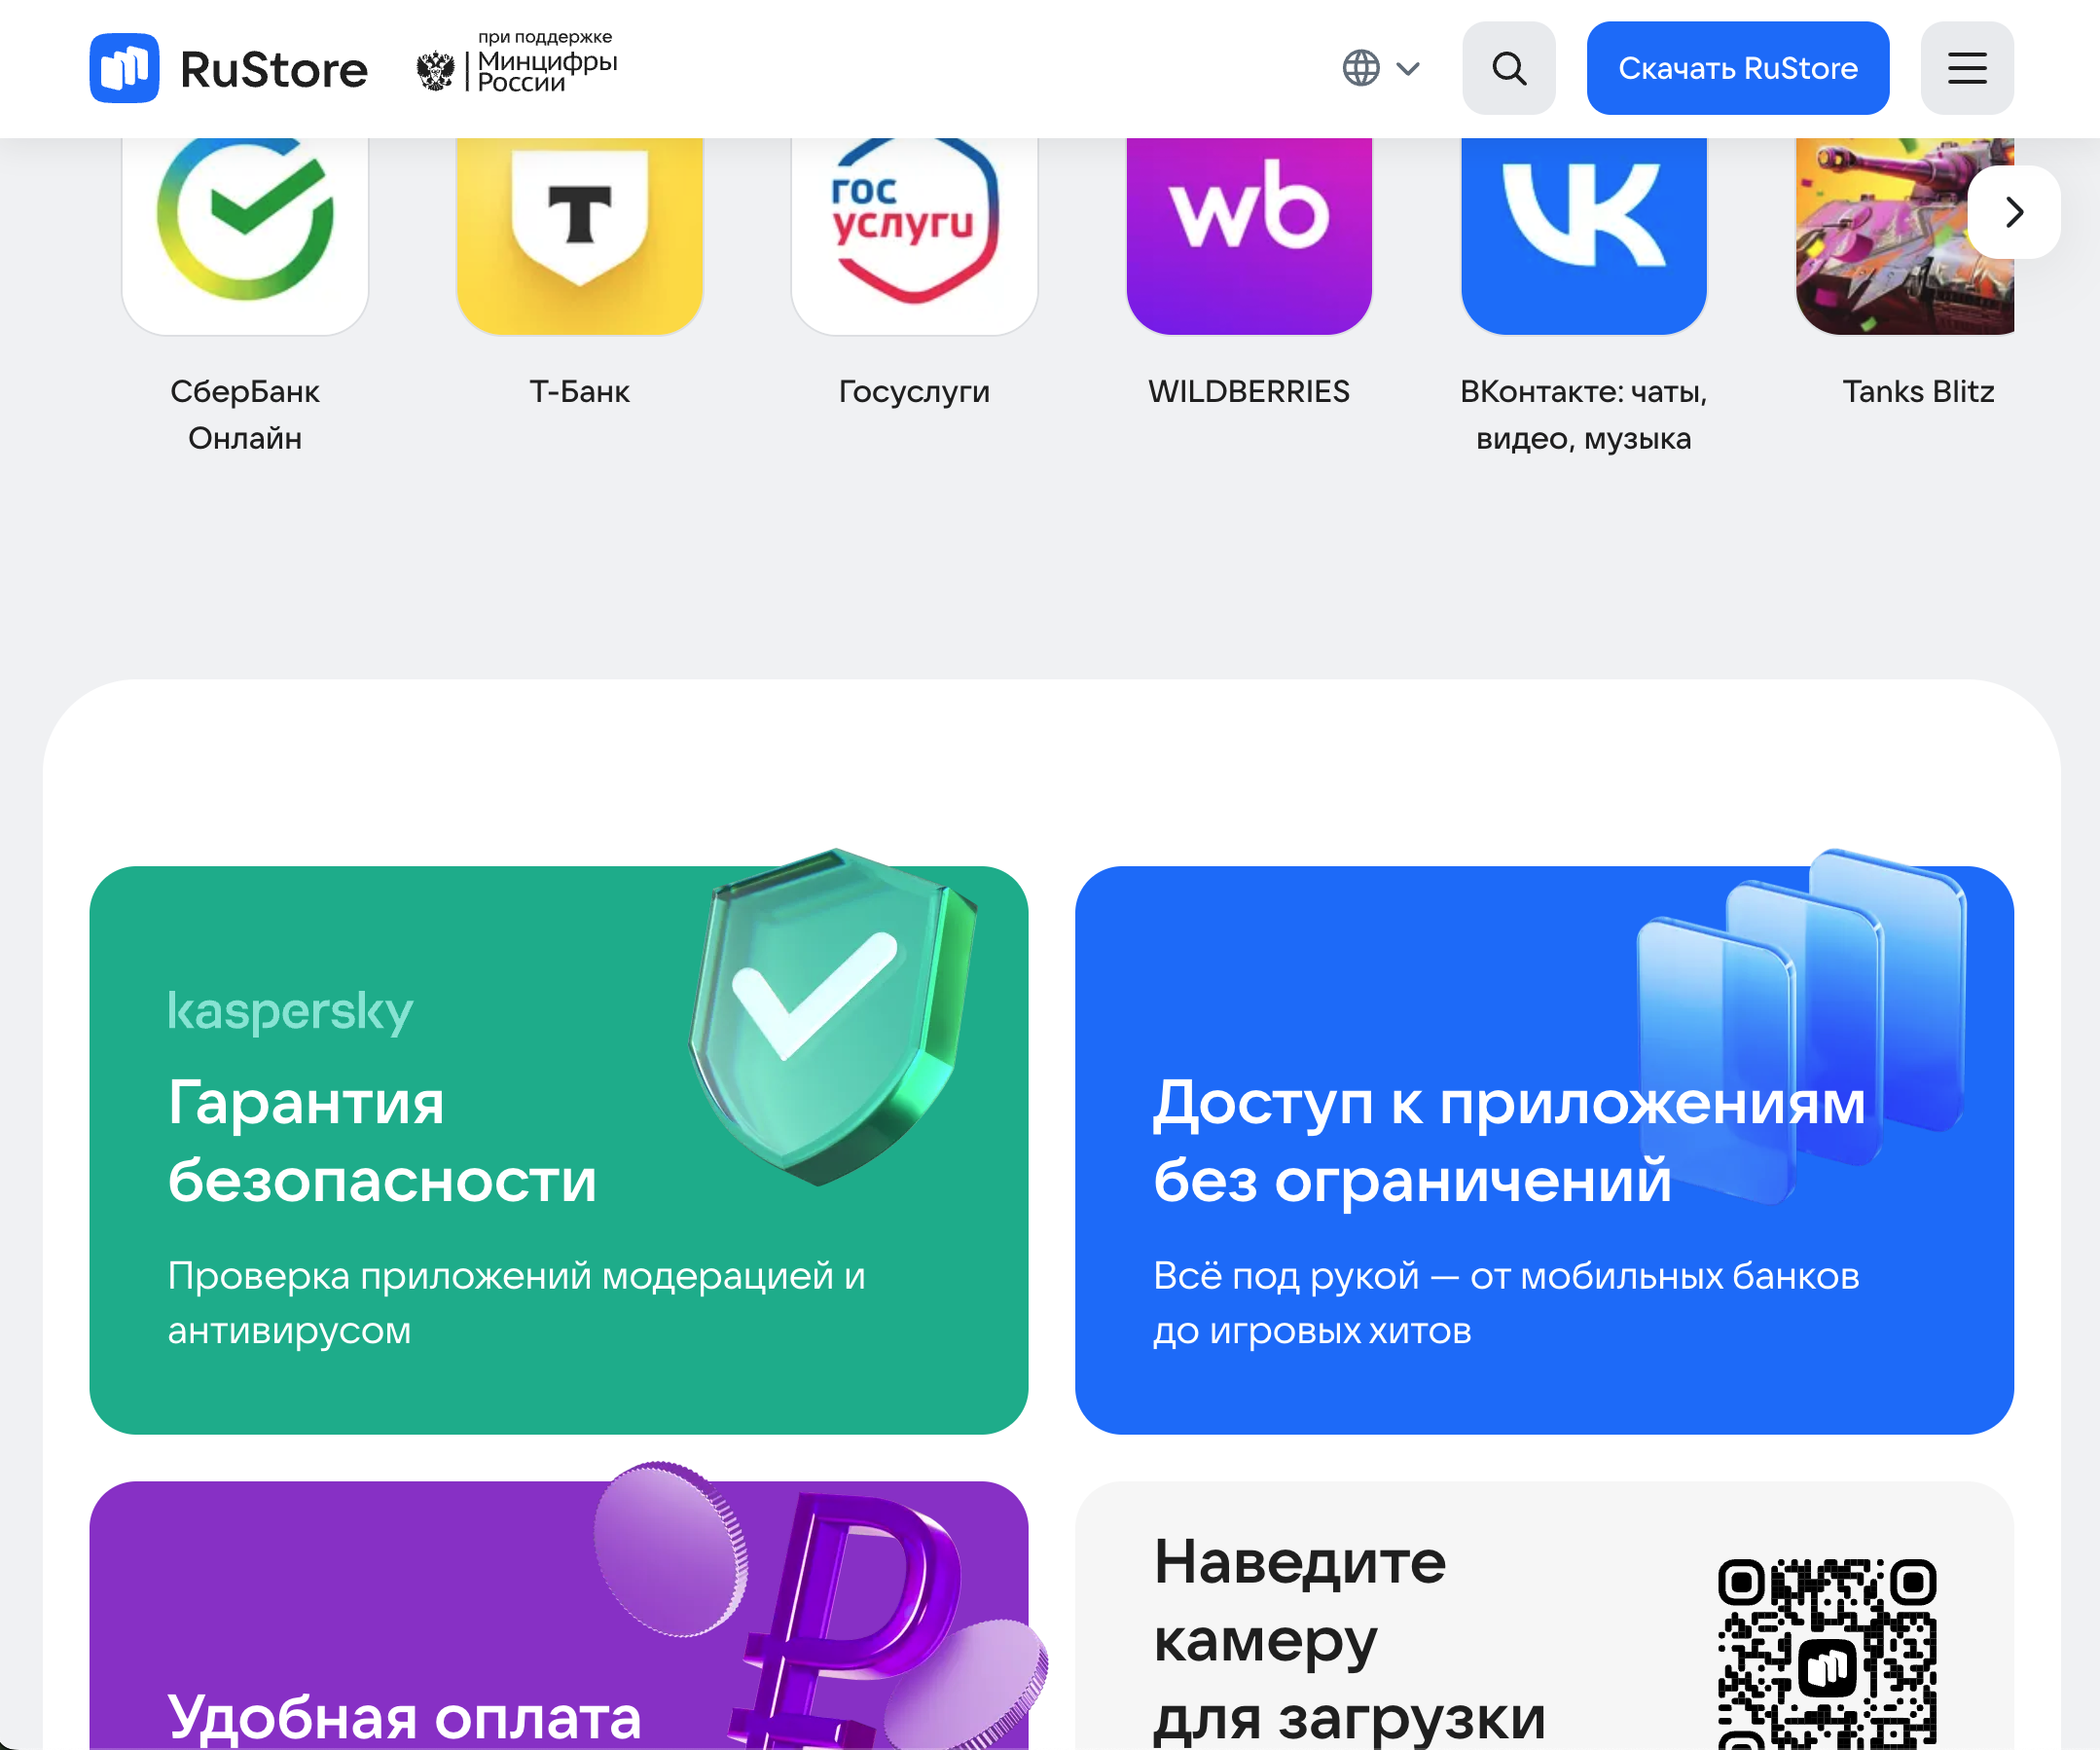 RuStore
при поддержке
Минцифры
России
Скачать RuStore
Т
гос
услуги
wb
VK
СберБанк
Онлайн
Т-Банк
Госуслуги
WILDBERRIES
ВКонтакте: чаты,
видео, музыка
Tanks Blitz
kaspersky
Гарантия
безопасности
Проверка приложений модерацией и
антивирусом
Доступ к приложениям
без ограничений
Всё под рукой — от мобильных банков
до игровых хитов
Удобная оплата
Наведите
камеру
для загрузки